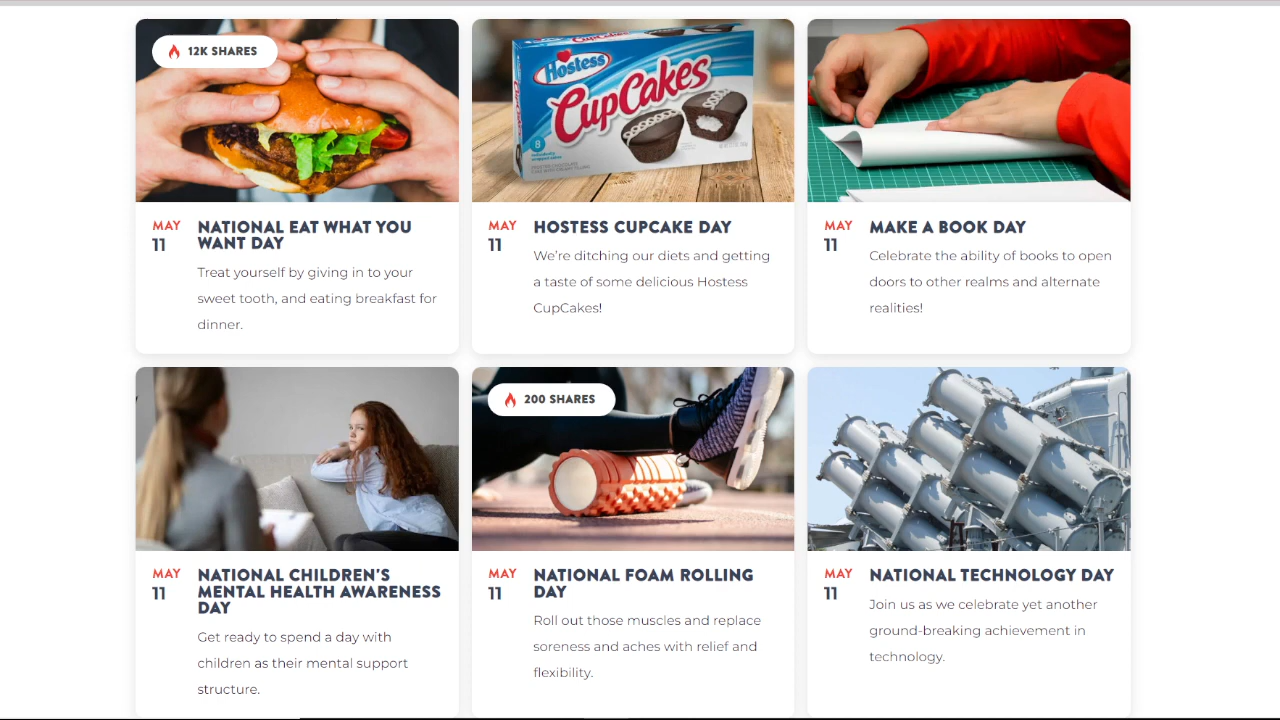 12K SHARES
Hostess
CupCakes
8
MAY
11
NATIONAL EAT WHAT YOU
WANT DAY
Treat yourself by giving in to your
sweet tooth, and eating breakfast for
dinner.
MAY
11
HOSTESS CUPCAKE DAY
We’re ditching our diets and getting
a taste of some delicious Hostess
CupCakes!
MAY
11
MAKE A BOOK DAY
Celebrate the ability of books to open
doors to other realms and alternate
realities!
200 SHARES
MAY
11
NATIONAL CHILDREN’S
MENTAL HEALTH AWARENESS
DAY
Get ready to spend a day with
children as their mental support
structure.
MAY
11
NATIONAL FOAM ROLLING
DAY
Roll out those muscles and replace
soreness and aches with relief and
flexibility.
MAY
11
NATIONAL TECHNOLOGY DAY
Join us as we celebrate yet another
ground-breaking achievement in
technology.